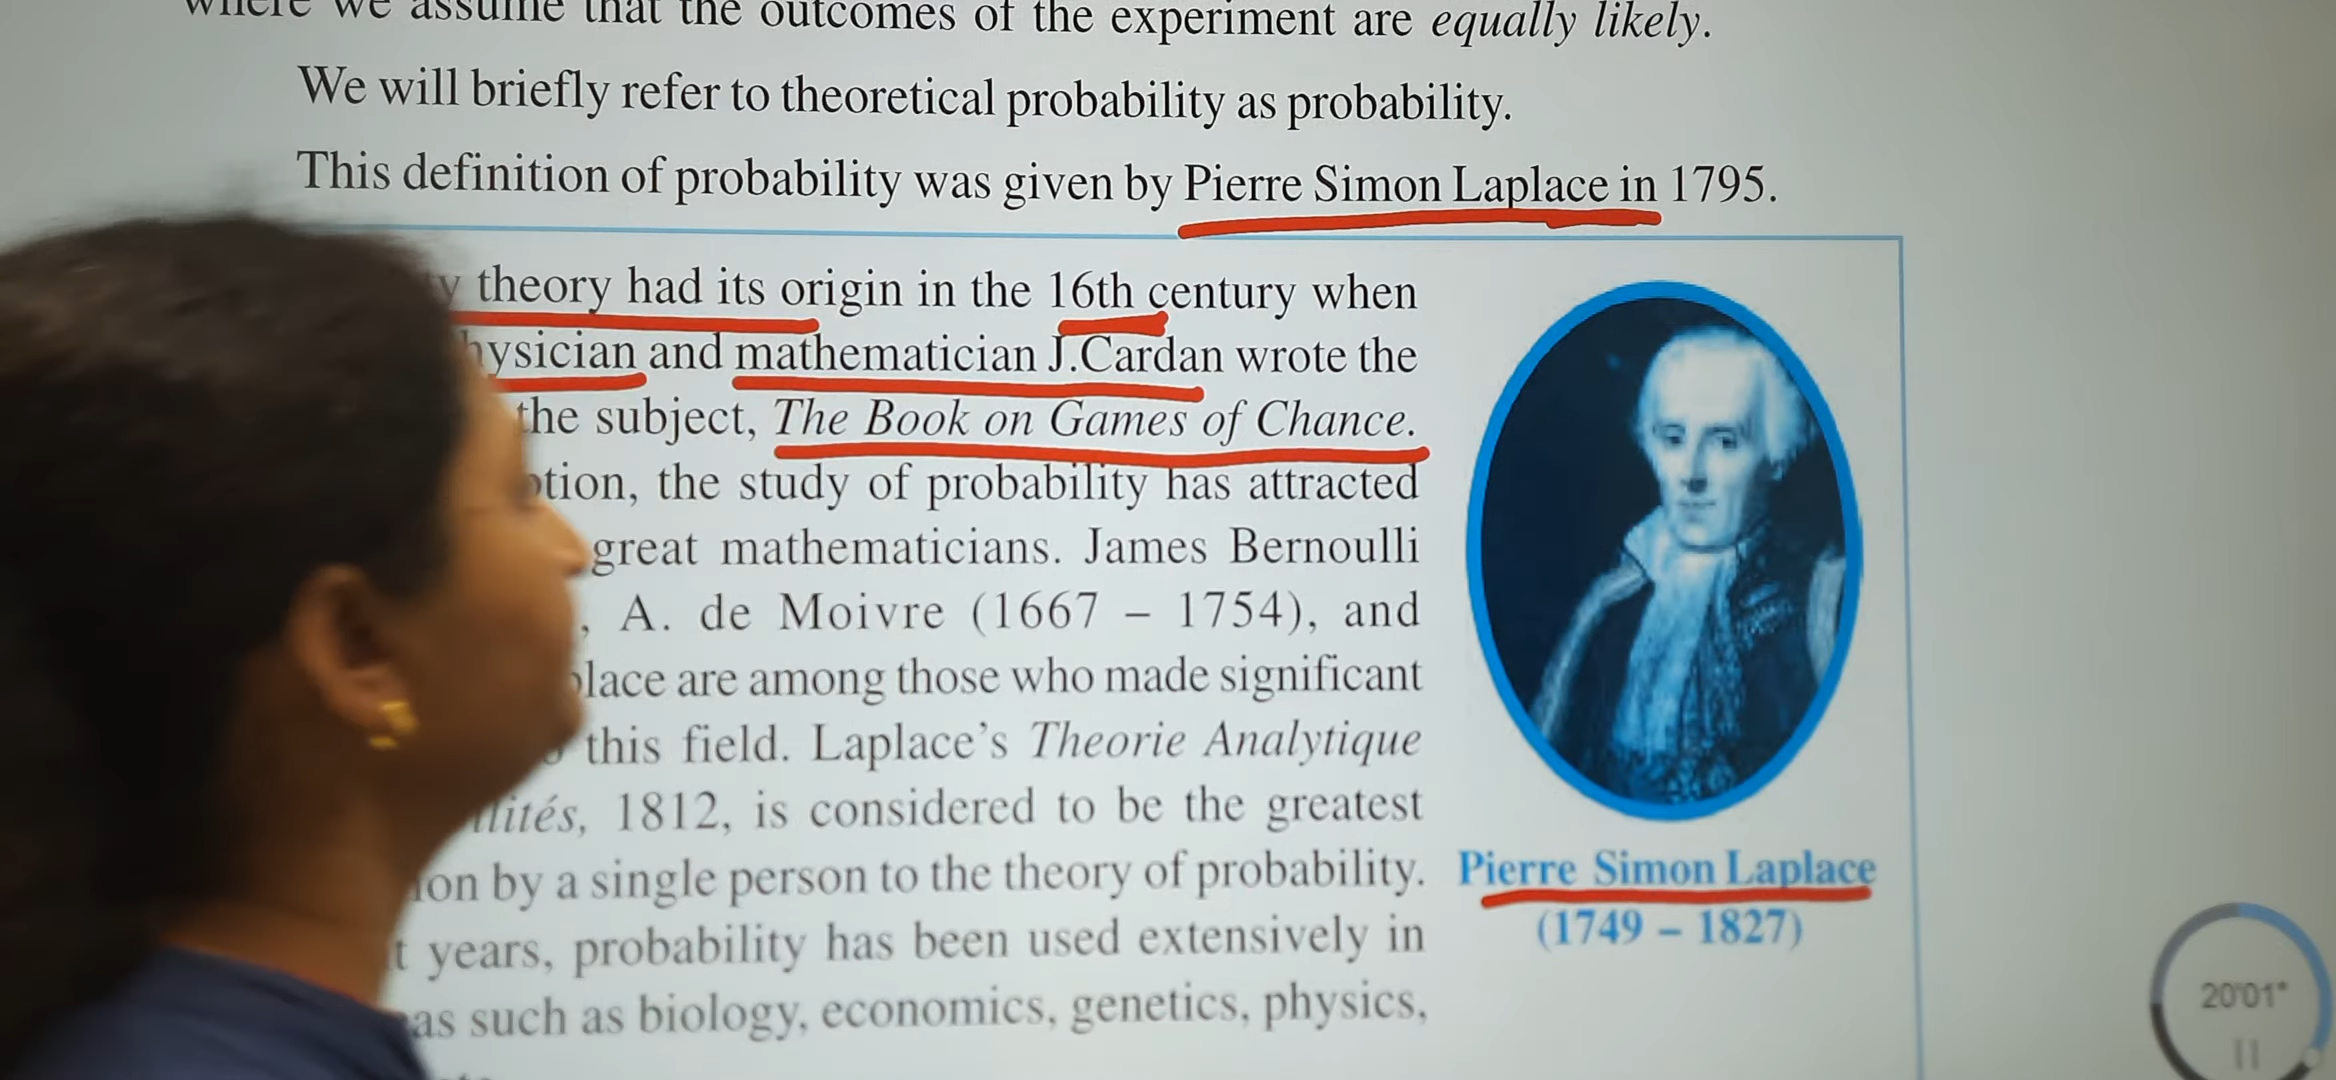 where we assume that the outcomes of the experiment are equally likely.
We will briefly refer to theoretical probability as probability.
This definition of probability was given by Pierre Simon Laplace in 1795.
theory had its origin in the 16th century when
and mathematician J.Cardan wrote the
the subject, The Book on Games of Chance.
the study of probability has attracted
great mathematicians. James Bernoulli
, A. de Moivre (1667 – 1754), and
are among those who made significant
this field. Laplace’s Theorie Analytique
1812, is considered to be the greatest
by a single person to the theory of probability.
years, probability has been used extensively in
as such as biology, economics, genetics, physics,
Pierre Simon Laplace
(1749 – 1827)
20'01"